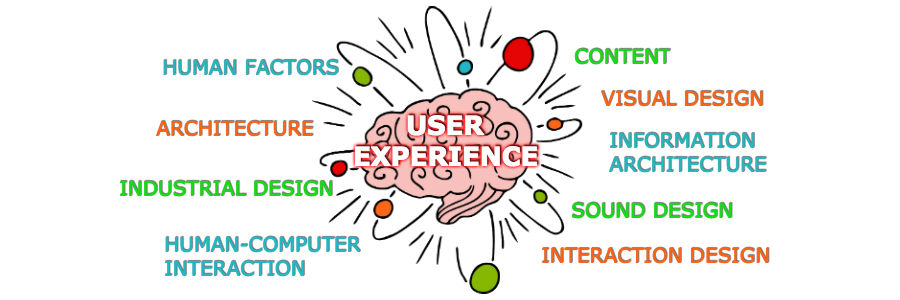 HUMAN FACTORS
ARCHITECTURE
INDUSTRIAL DESIGN
HUMAN-COMPUTER
INTERACTION
USER
EXPERIENCE
CONTENT
VISUAL DESIGN
INFORMATION
ARCHITECTURE
SOUND DESIGN
INTERACTION DESIGN